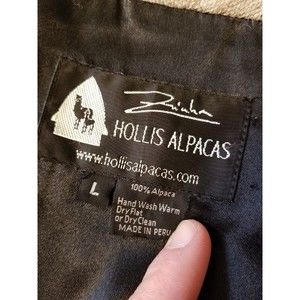 HOLLIS ALPACAS
www.hollisalpacas.com
L
100% Alpaca
Hand Wash Warm
Dry Flat
or Dry Clean
MADE IN PERU